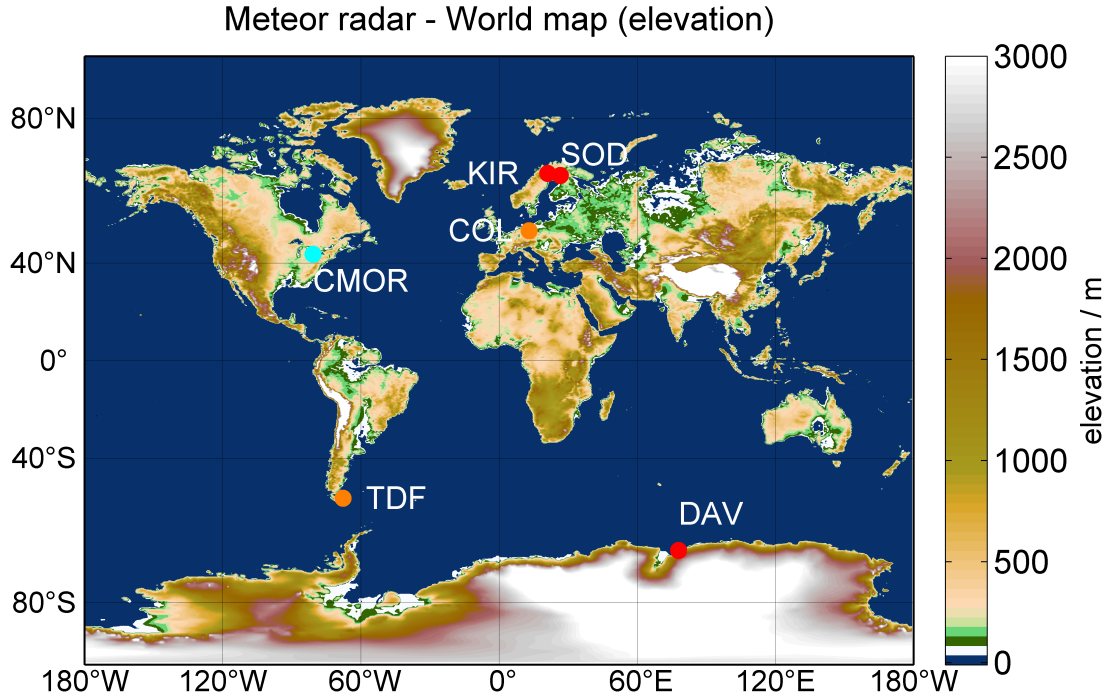 Meteor radar - World map (elevation)
80°N
40°N
0°
40°S
80°S
180°W
120°W
60°W
0°
60°E
120°E
180°W
KIR
SOD
COL
CMOR
TDF
DAV
3000
2500
2000
1500
1000
500
0
elevation / m